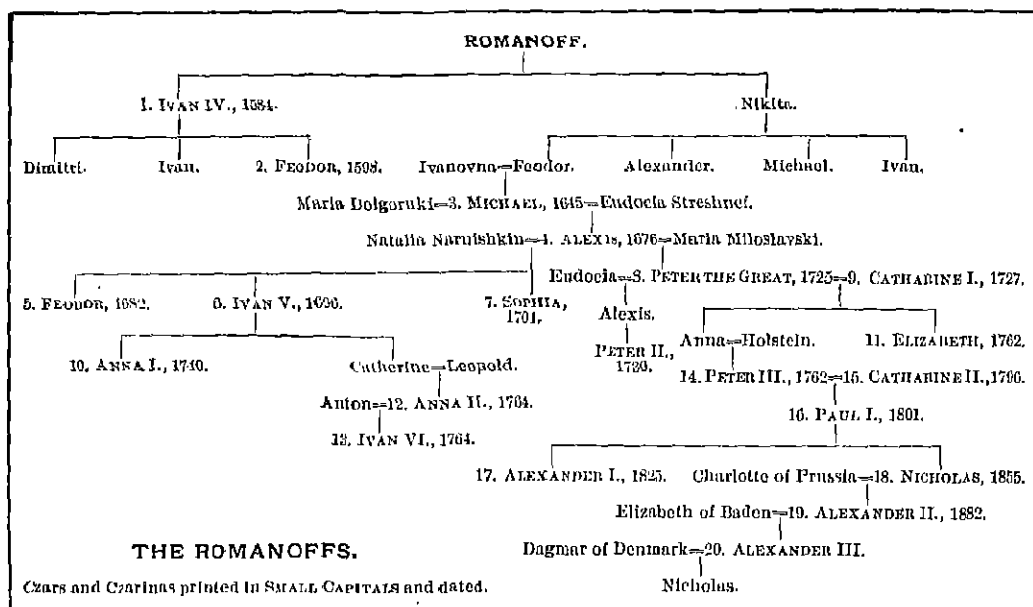 ROMANOFF.
1. IVAN IV., 1584. Nikita.
Dimitri. Ivan. 2. FEODOR, 1598. Ivanovna=Feodor. Alexander. Michael. Ivan.
Maria Dolgoruki=3. MICHAEL, 1645=Eudocia Streshnef.
Natalia Naruishkin=4. ALEXIS, 1676=Maria Miloslavski.
Eudocia=8. PETER THE GREAT, 1725=9. CATHARINE I., 1727.
5. FEODOR, 1682. 6. IVAN V., 1696. 7. SOPHIA,
1704.
Alexis.
Anna=Holstein. 11. ELIZABETH, 1762.
10. ANNA I., 1740. Catherine=Leopold.
PETER II.,
1730.
14. PETER III., 1762=15. CATHARINE II., 1796.
Anton=12. ANNA II., 1764.
16. PAUL I., 1801.
13. IVAN VI., 1764.
17. ALEXANDER I., 1825. Charlotte of Prussia=18. NICHOLAS, 1855.
Elizabeth of Baden=19. ALEXANDER II., 1882.
THE ROMANOFFS.
Dagmar of Denmark=20. ALEXANDER III.
Czars and Czarinas printed in SMALL CAPITALS and dated.
Nicholas.